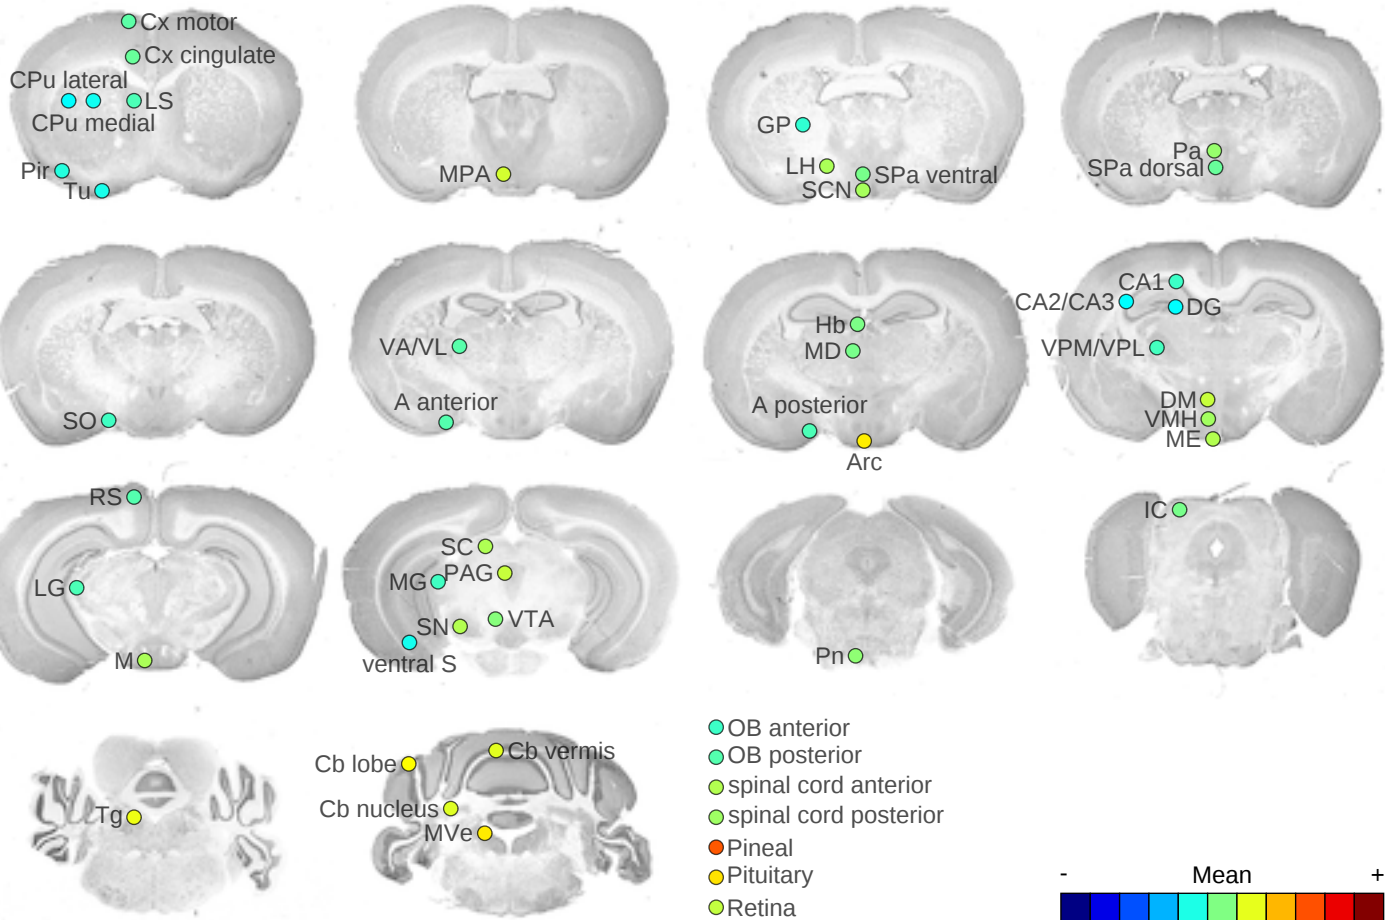 Cx motor
Cx cingulate
CPu lateral
LS
CPu medial
Pir
Tu
MPA
GP
LH
SPa ventral
SCN
Pa
SPa dorsal
SO
VA/VL
A anterior
Hb
MD
A posterior
Arc
CA1
CA2/CA3
DG
VPM/VPL
DM
VMH
ME
RS
LG
M
SC
MG
PAG
SN
VTA
ventral S
Pn
IC
Tg
Cb lobe
Cb vermis
Cb nucleus
MVe
OB anterior
OB posterior
spinal cord anterior
spinal cord posterior
Pineal
Pituitary
Retina
- Mean +